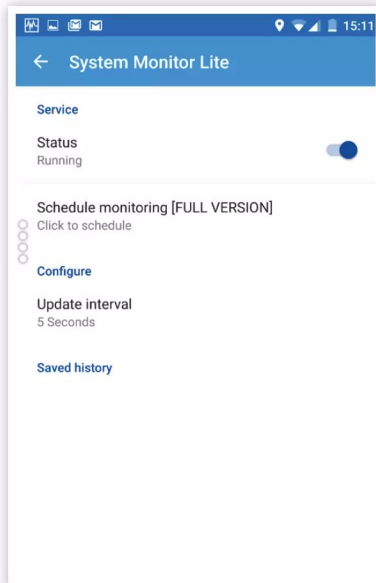 15:11
System Monitor Lite
Service
Status
Running
Schedule monitoring [FULL VERSION]
Click to schedule
Configure
Update interval
5 Seconds
Saved history